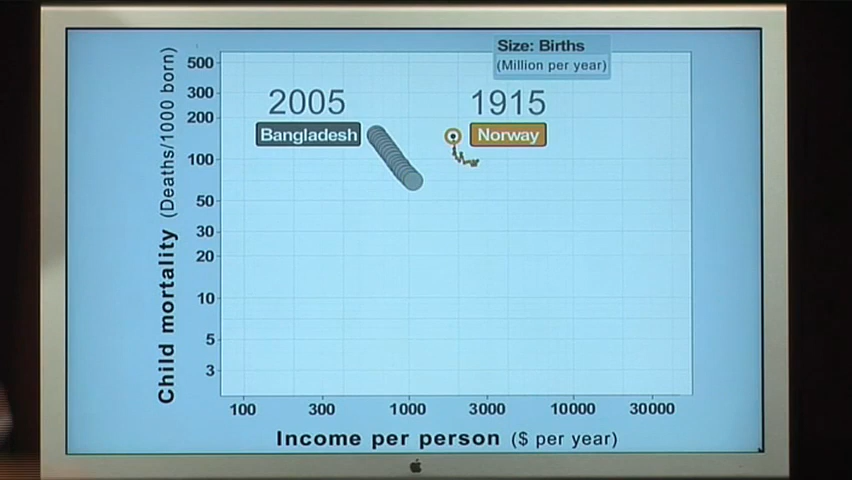 Size: Births
(Million per year)
2005
1915
Bangladesh
Norway
Child mortality (Deaths/1000 born)
500
300
200
100
50
30
20
10
5
3
100 300 1000 3000 10000 30000
Income per person ($ per year)